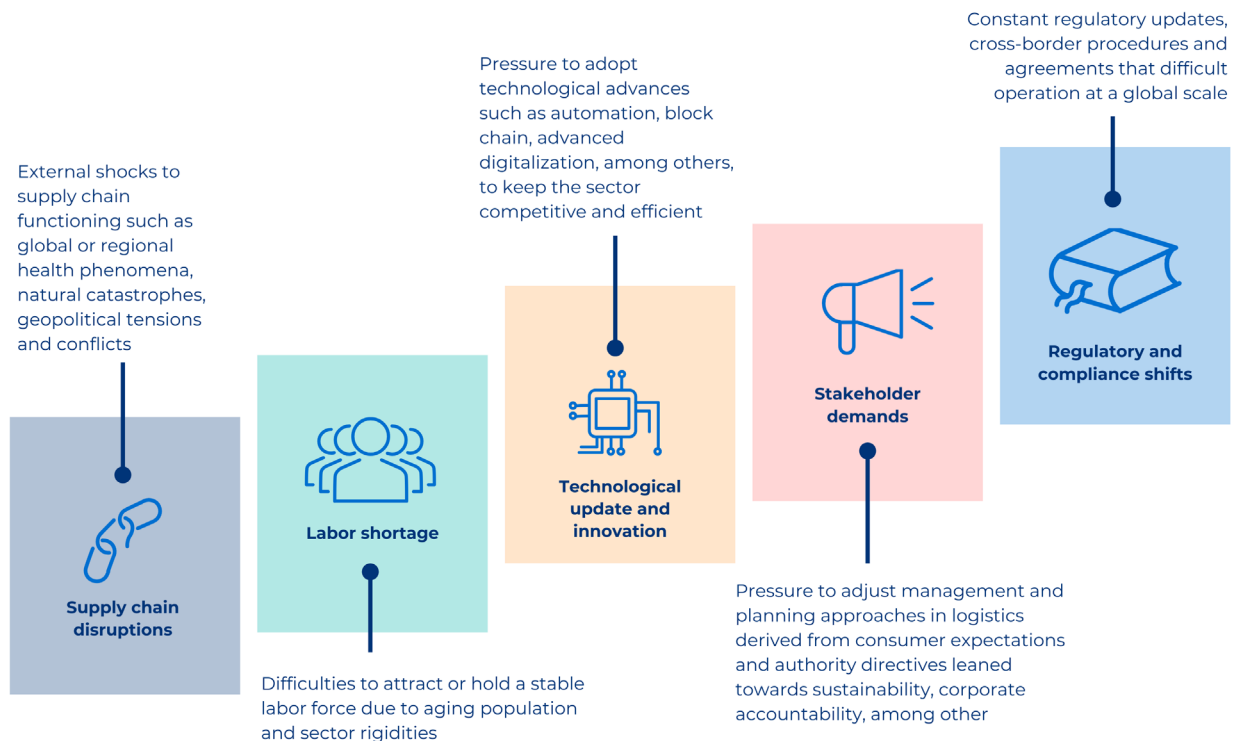 External shocks to
supply chain
functioning such as
global or regional
health phenomena,
natural catastrophes,
geopolitical tensions
and conflicts
Supply chain
disruptions
Labor shortage
Difficulties to attract or hold a stable
labor force due to aging population
and sector rigidities
Pressure to adopt
technological advances
such as automation, block
chain, advanced
digitalization, among others,
to keep the sector
competitive and efficient
Technological
update and
innovation
Stakeholder
demands
Pressure to adjust management and
planning approaches in logistics
derived from consumer expectations
and authority directives leaned
towards sustainability, corporate
accountability, among other
Constant regulatory updates,
cross-border procedures and
agreements that difficult
operation at a global scale
Regulatory and
compliance shifts